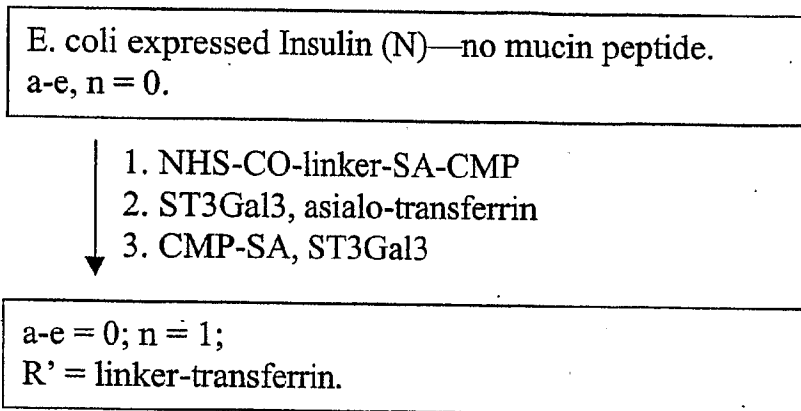 E. coli expressed Insulin (N)—no mucin peptide.
a-e, n = 0.
1. NHS-CO-linker-SA-CMP
2. ST3Gal3, asialo-transferrin
3. CMP-SA, ST3Gal3
a-e = 0; n = 1;
R’ = linker-transferrin.